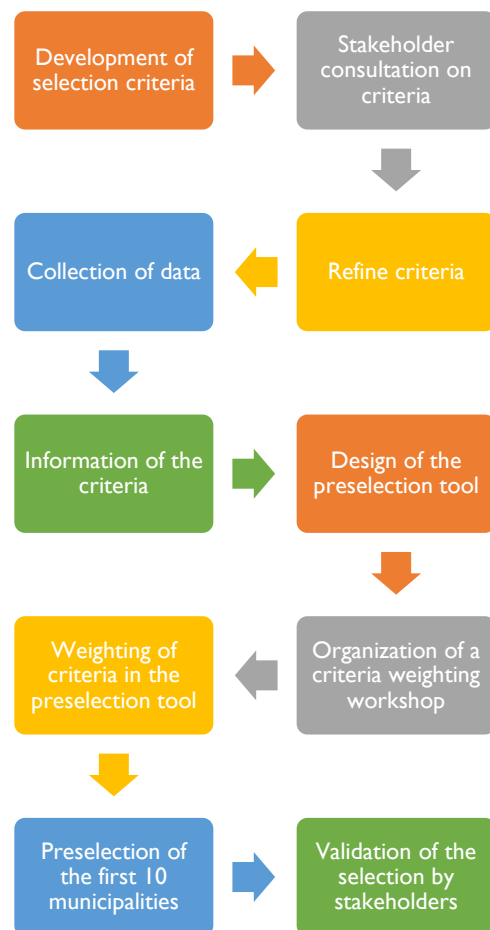 Development of
selection criteria
Stakeholder
consultation on
criteria
Refine criteria
Collection of data
Information of the
criteria
Design of the
preselection tool
Organization of a
criteria weighting
workshop
Weighting of
criteria in the
preselection tool
Preselection of
the first 10
municipalities
Validation of the
selection by
stakeholders